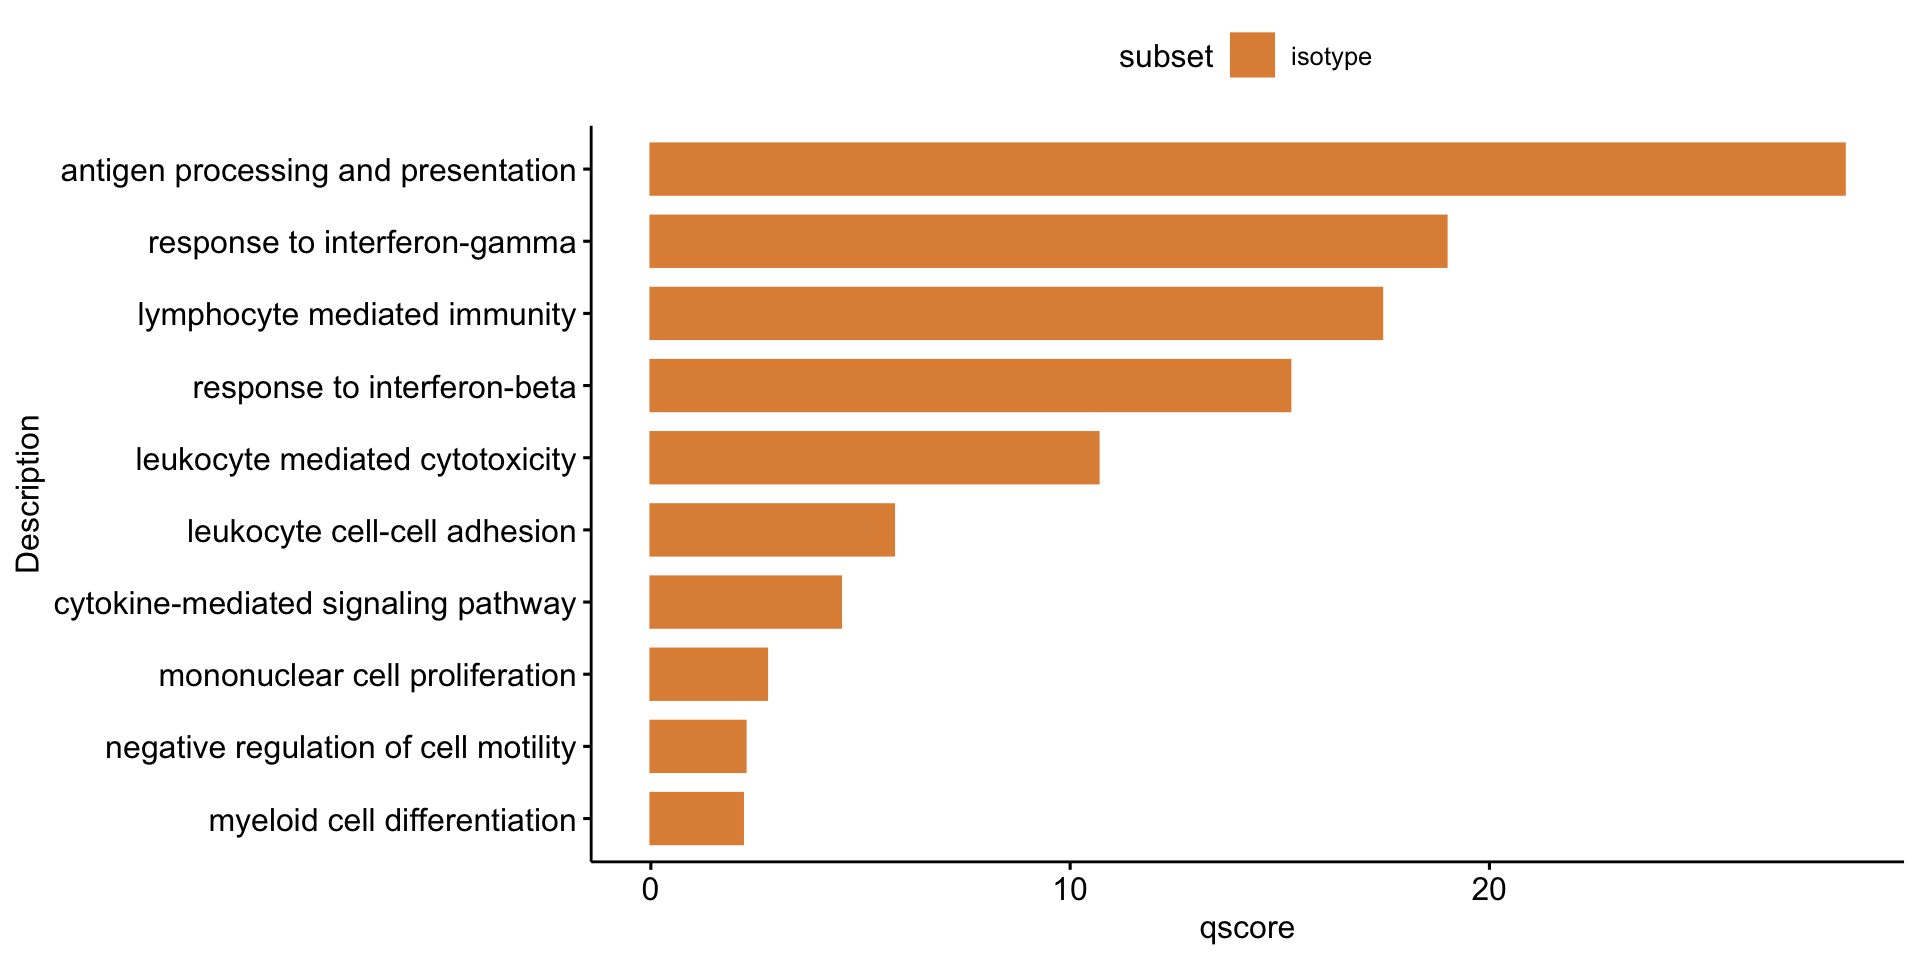 subset isotype
antigen processing and presentation
response to interferon-gamma
lymphocyte mediated immunity
response to interferon-beta
leukocyte mediated cytotoxicity
leukocyte cell-cell adhesion
cytokine-mediated signaling pathway
mononuclear cell proliferation
negative regulation of cell motility
myeloid cell differentiation
Description
0 10 20
qscore